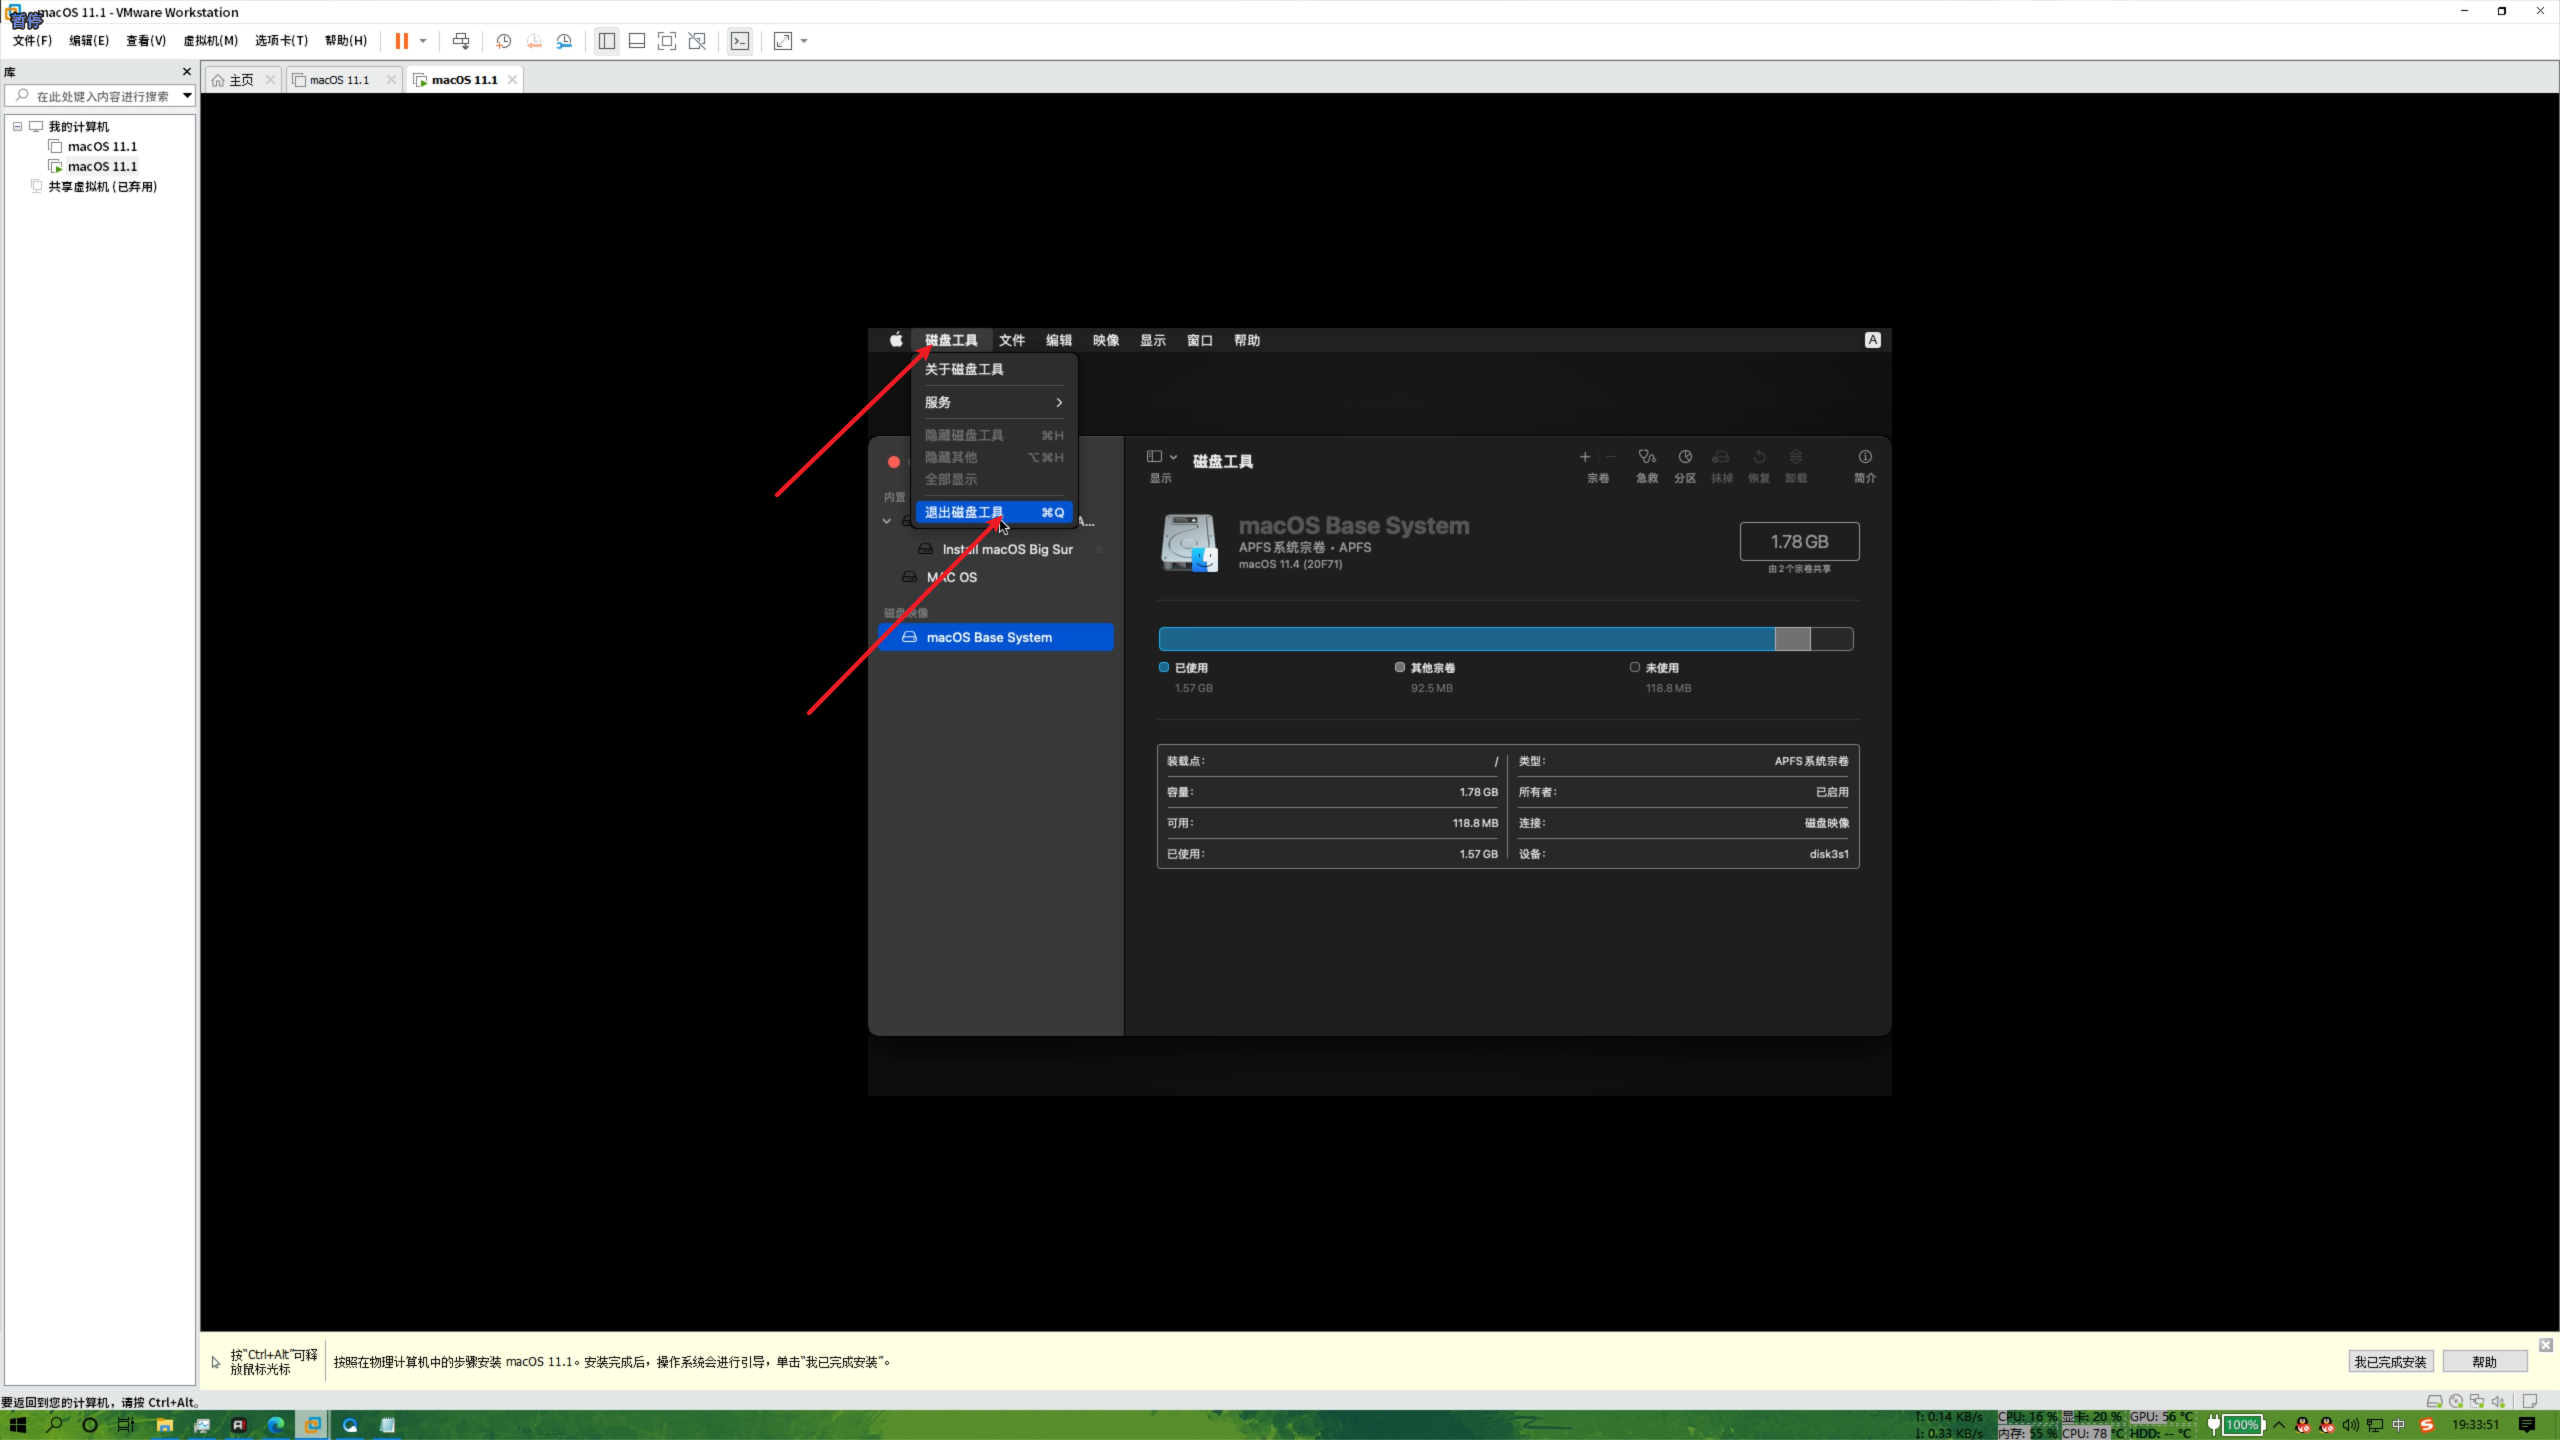 macOS 11.1 - VMware Workstation
暂停
文件(F) 编辑(E) 查看(V) 虚拟机(M) 选项卡(T) 帮助(H)
库
在此处键入内容进行搜索
我的计算机
macOS 11.1
macOS 11.1
共享虚拟机 (已弃用)
主页 macOS 11.1 macOS 11.1
磁盘工具 文件 编辑 映像 显示 窗口 帮助 A
关于磁盘工具
服务
隐藏磁盘工具 ⌘H
隐藏其他 ⌥⌘H
全部显示
退出磁盘工具 ⌘Q
内置
A...
Install macOS Big Sur
MAC OS
磁盘映像
macOS Base System
显示
磁盘工具
宗卷 急救 分区 抹掉 恢复 卸载 简介
macOS Base System
APFS系统宗卷 • APFS
macOS 11.4 (20F71)
1.78 GB
由2个宗卷共享
已使用
1.57 GB
其他宗卷
92.5 MB
未使用
118.8 MB
装载点: / 类型: APFS系统宗卷
容量: 1.78 GB 所有者: 已启用
可用: 118.8 MB 连接: 磁盘映像
已使用: 1.57 GB 设备: disk3s1
按"Ctrl+Alt"可释
放鼠标光标
按照在物理计算机中的步骤安装 macOS 11.1。安装完成后，操作系统会进行引导，单击"我已完成安装"。
我已完成安装 帮助
要返回到您的计算机，请按 Ctrl+Alt。
↑: 0.14 KB/s CPU: 16 % 显卡: 20 % GPU: 56 °C
↓: 0.33 KB/s 内存: 55 % CPU: 78 °C HDD: -- °C
100%
中
19:33:51